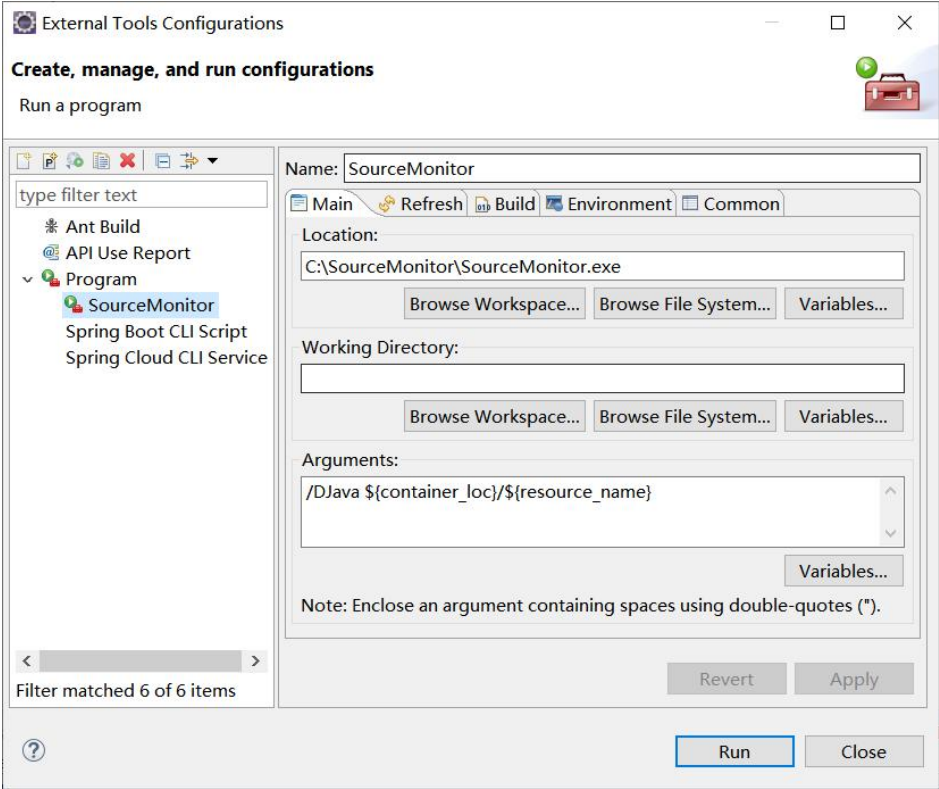 External Tools Configurations
Create, manage, and run configurations
Run a program
type filter text
Ant Build
API Use Report
Program
SourceMonitor
Spring Boot CLI Script
Spring Cloud CLI Service
Filter matched 6 of 6 items
Name: SourceMonitor
Main Refresh Build Environment Common
Location:
C:\SourceMonitor\SourceMonitor.exe
Browse Workspace... Browse File System... Variables...
Working Directory:
Browse Workspace... Browse File System... Variables...
Arguments:
/DJava ${container_loc}/${resource_name}
Variables...
Note: Enclose an argument containing spaces using double-quotes (").
Revert Apply
Run Close